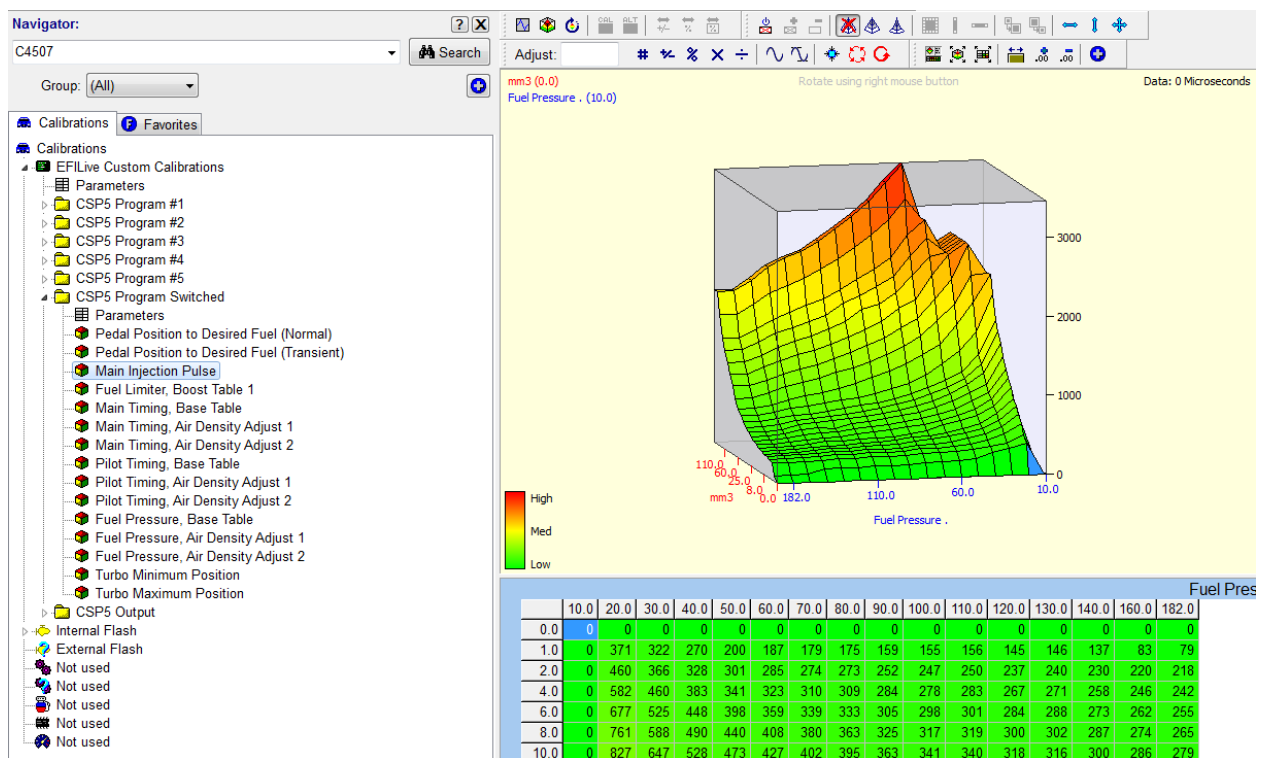 Navigator:
? X
C4507
Search
Group: (All)
Calibrations
Favorites
Calibrations
EFILive Custom Calibrations
Parameters
CSP5 Program #1
CSP5 Program #2
CSP5 Program #3
CSP5 Program #4
CSP5 Program #5
CSP5 Program Switched
Parameters
Pedal Position to Desired Fuel (Normal)
Pedal Position to Desired Fuel (Transient)
Main Injection Pulse
Fuel Limiter, Boost Table 1
Main Timing, Base Table
Main Timing, Air Density Adjust 1
Main Timing, Air Density Adjust 2
Pilot Timing, Base Table
Pilot Timing, Air Density Adjust 1
Pilot Timing, Air Density Adjust 2
Fuel Pressure, Base Table
Fuel Pressure, Air Density Adjust 1
Fuel Pressure, Air Density Adjust 2
Turbo Minimum Position
Turbo Maximum Position
CSP5 Output
Internal Flash
External Flash
Not used
Not used
Not used
Not used
Not used
CAL ALT
Adjust:
mm3 (0.0) Rotate using right mouse button Data: 0 Microseconds
Fuel Pressure . (10.0)
3000
2000
1000
0
110.0
60.0
25.0
8.0
0.0
mm3
182.0 110.0 60.0 10.0
Fuel Pressure .
High
Med
Low
Fuel Pres
10.0 20.0 30.0 40.0 50.0 60.0 70.0 80.0 90.0 100.0 110.0 120.0 130.0 140.0 160.0 182.0
0.0 0 0 0 0 0 0 0 0 0 0 0 0 0 0 0 0
1.0 0 371 322 270 200 187 179 175 159 155 156 145 146 137 83 79
2.0 0 460 366 328 301 285 274 273 252 247 250 237 240 230 220 218
4.0 0 582 460 383 341 323 310 309 284 278 283 267 271 258 246 242
6.0 0 677 525 448 398 359 339 333 305 298 301 284 288 273 262 255
8.0 0 761 588 490 440 408 380 363 325 317 319 300 302 287 274 265
10.0 0 827 647 528 473 427 402 395 363 341 340 318 316 300 286 279